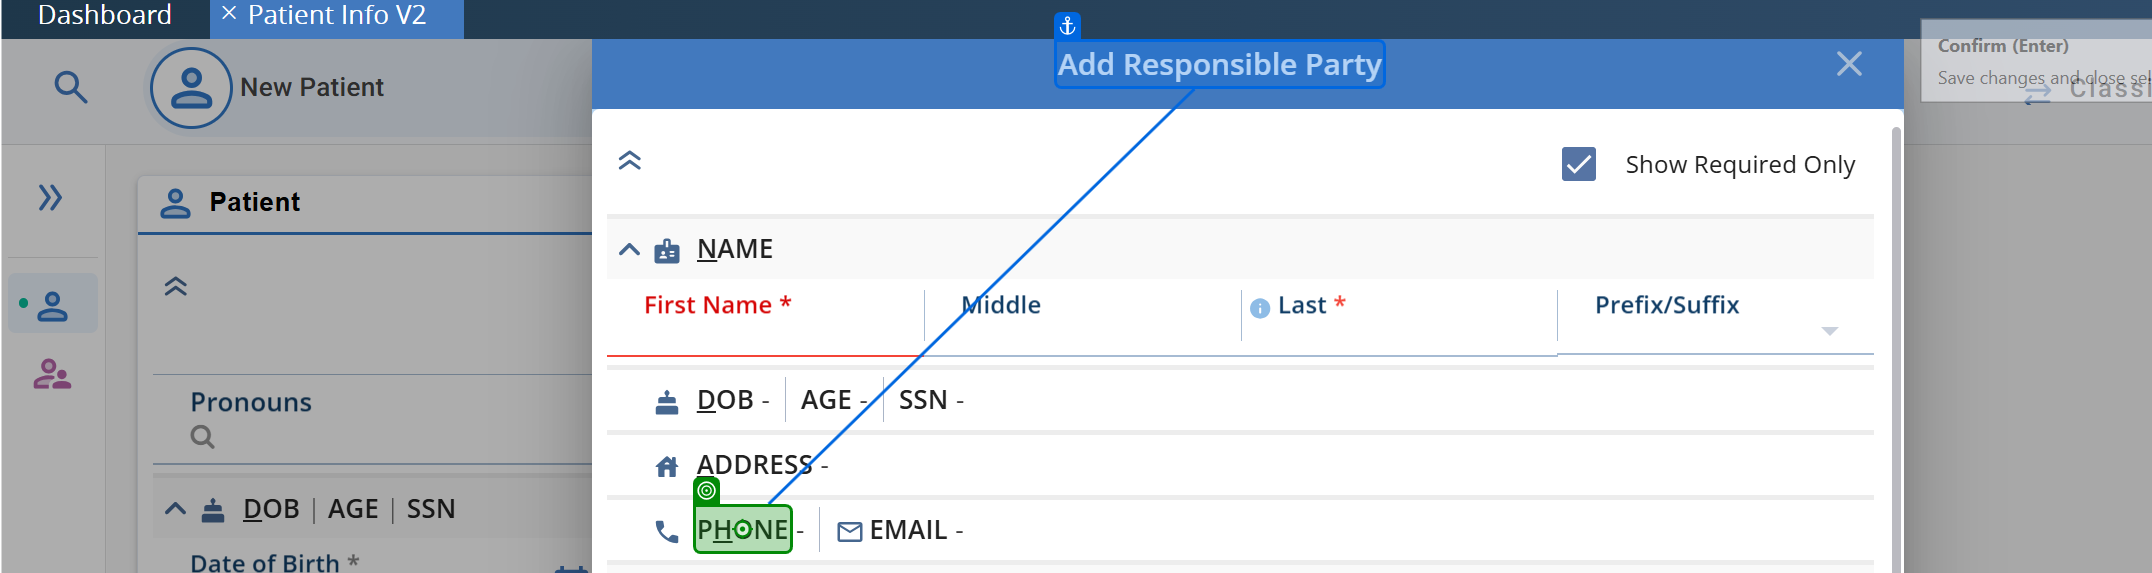 Dashboard
× Patient Info V2
Add Responsible Party
Confirm (Enter)
Save changes and close
New Patient
Show Required Only
Patient
NAME
First Name *
Middle
Last *
Prefix/Suffix
Pronouns
DOB -
AGE -
SSN -
ADDRESS -
DOB | AGE | SSN
PHONE -
EMAIL -
Date of Birth *